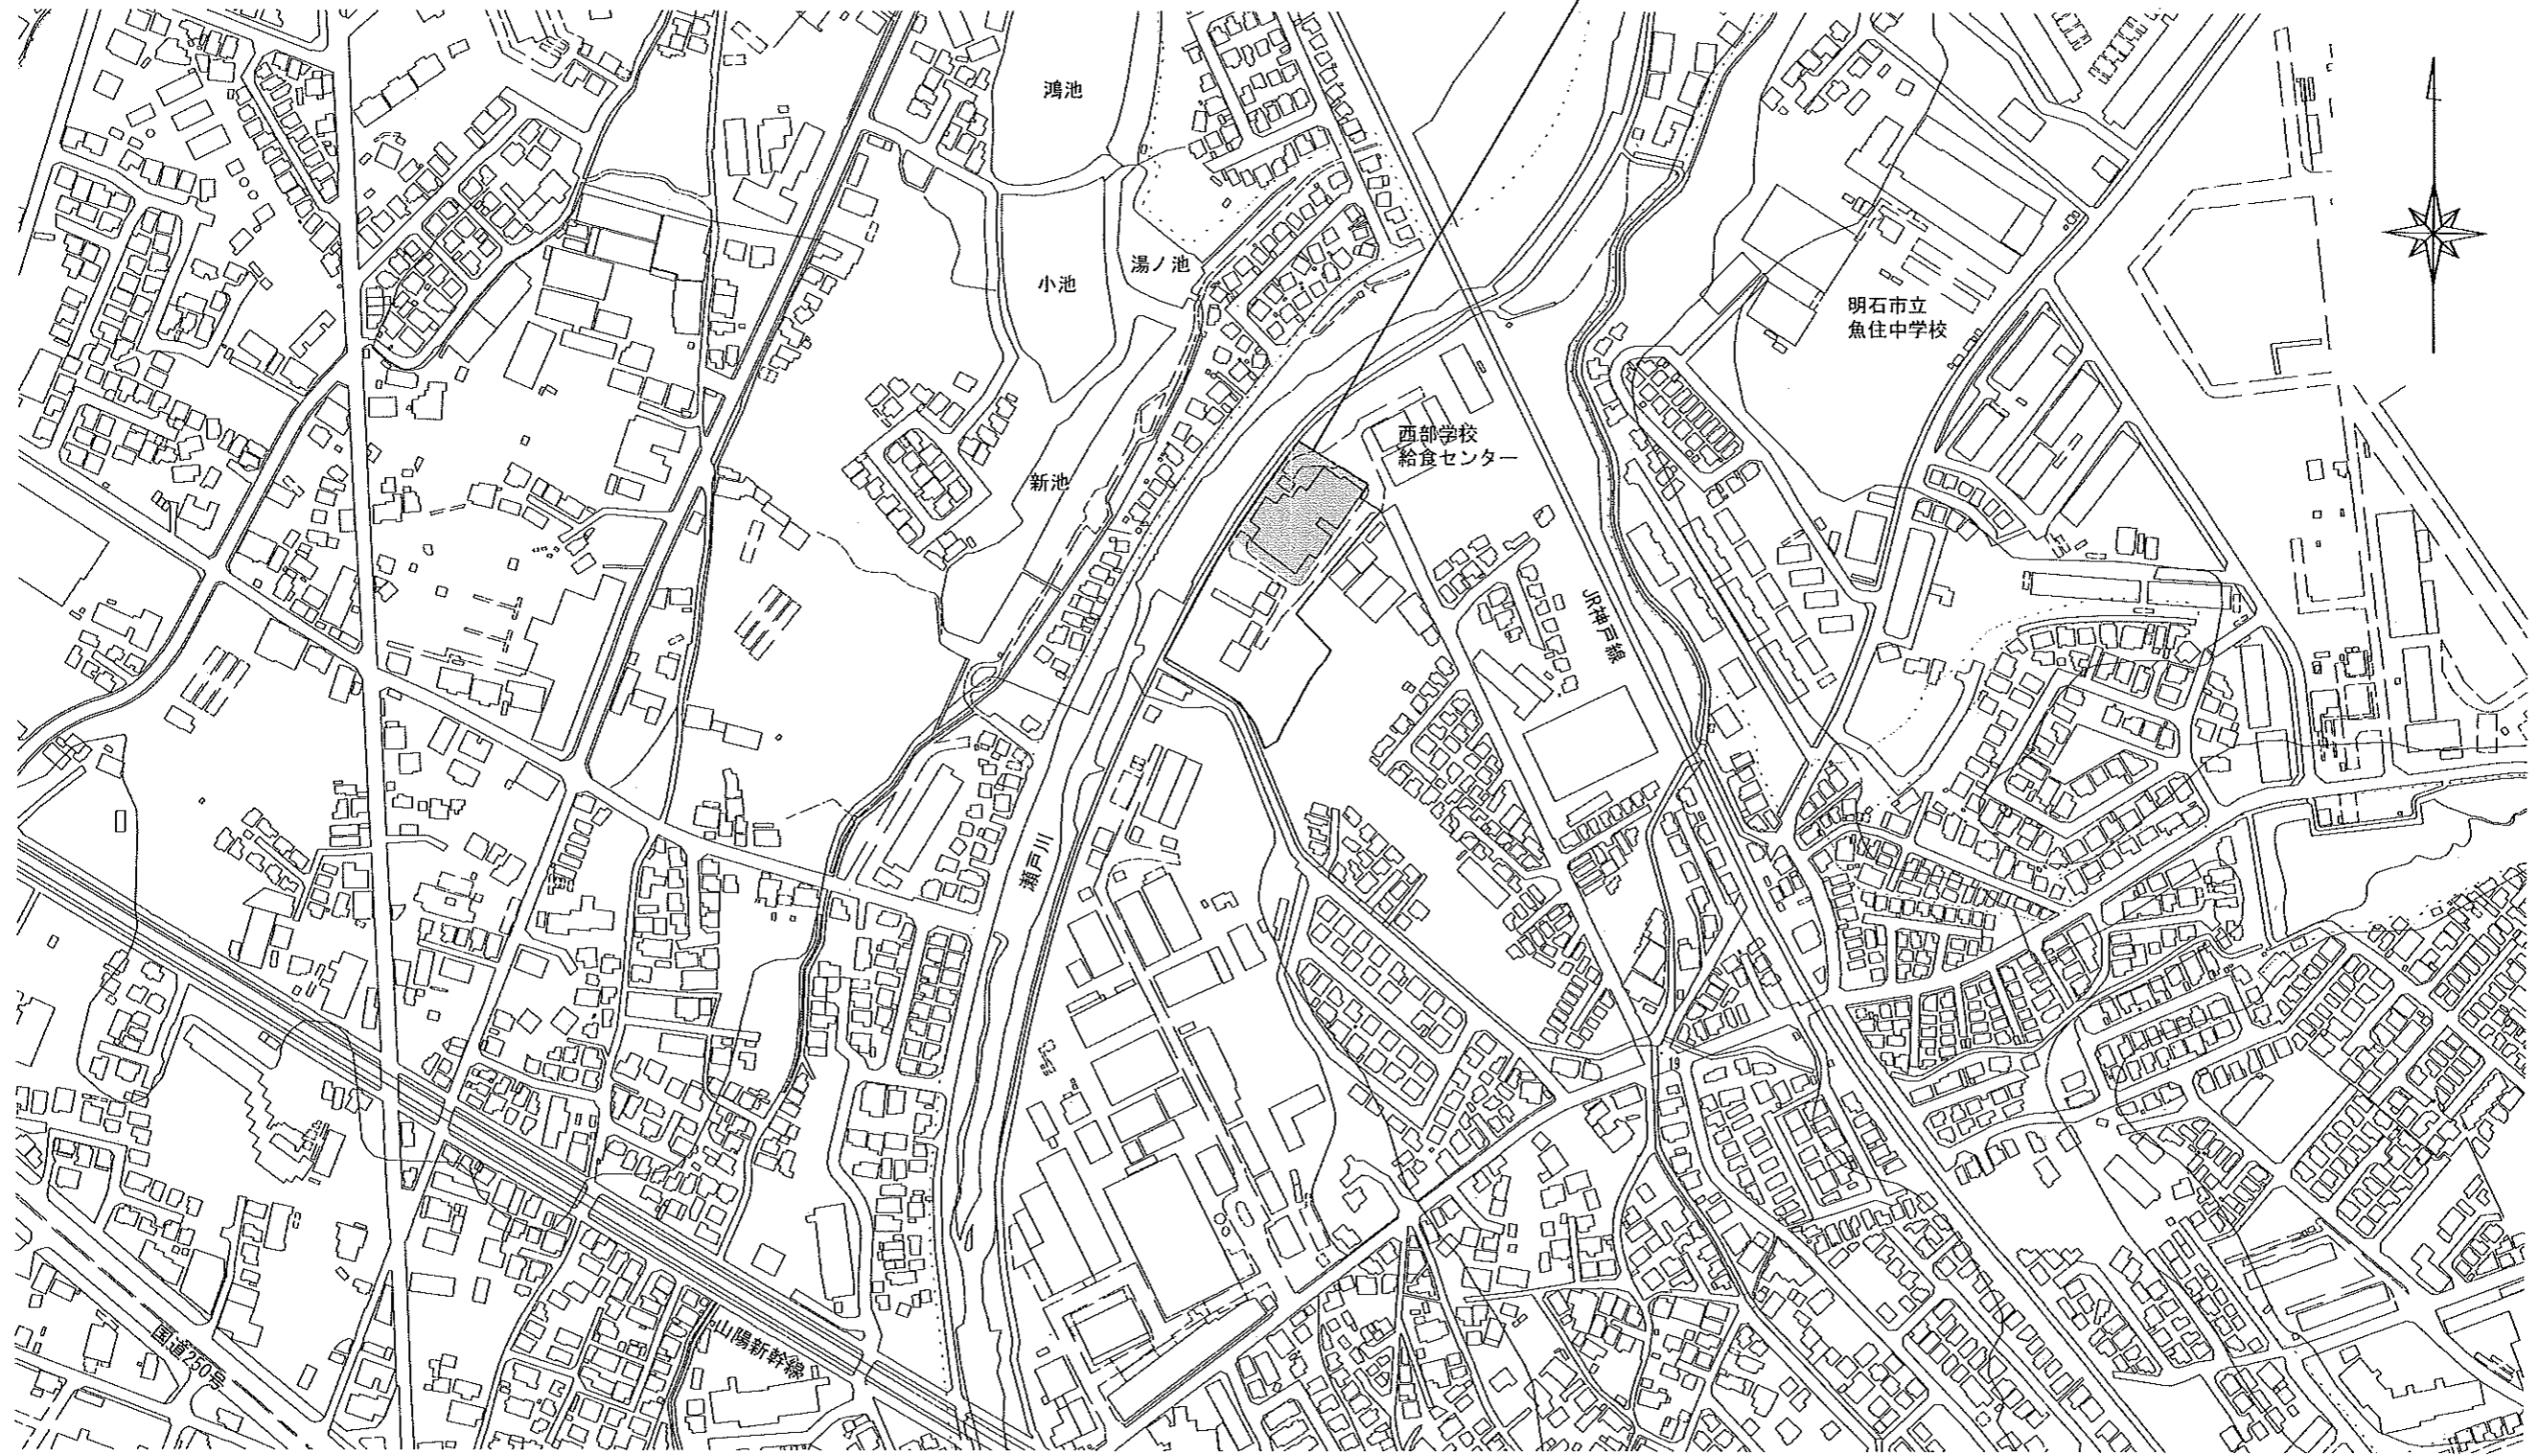 鴻池
湯ノ池
小池
明石市立
魚住中学校
西部学校
給食センター
新池
JR神戸線
瀬戸川
19
国道250号
山陽新幹線